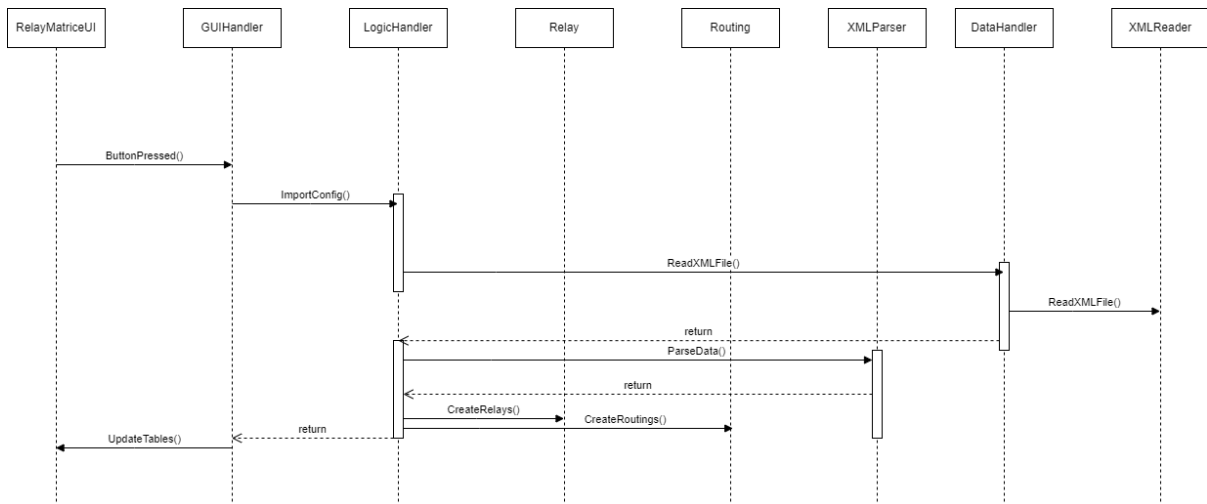 RelayMatriceUI
GUIHandler
LogicHandler
Relay
Routing
XMLParser
DataHandler
XMLReader
ButtonPressed()
ImportConfig()
ReadXMLFile()
ReadXMLFile()
return
ParseData()
return
CreateRelays()
CreateRoutings()
return
UpdateTables()